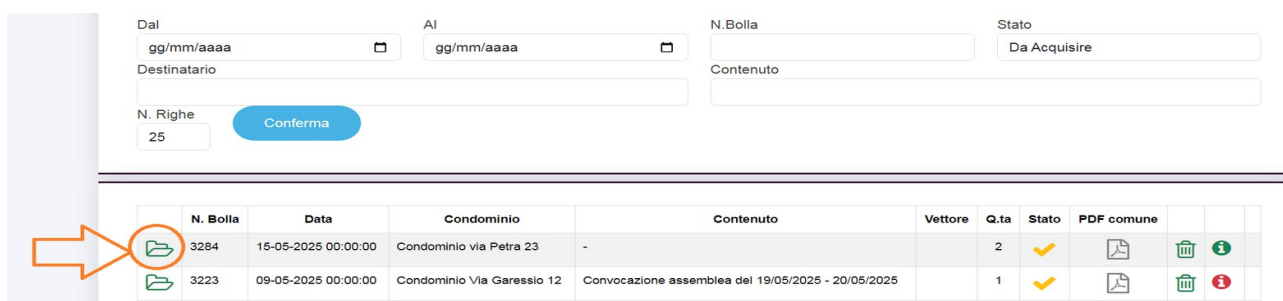 Dal Al N.Bolla Stato
gg/mm/aaaa gg/mm/aaaa Da Acquisire
Destinatario Contenuto
N. Righe
25 Conferma
N. Bolla Data Condominio Contenuto Vettore Q.ta Stato PDF comune
3284 15-05-2025 00:00:00 Condominio via Petra 23 - 2
3223 09-05-2025 00:00:00 Condominio Via Garessio 12 Convocazione assemblea del 19/05/2025 - 20/05/2025 1